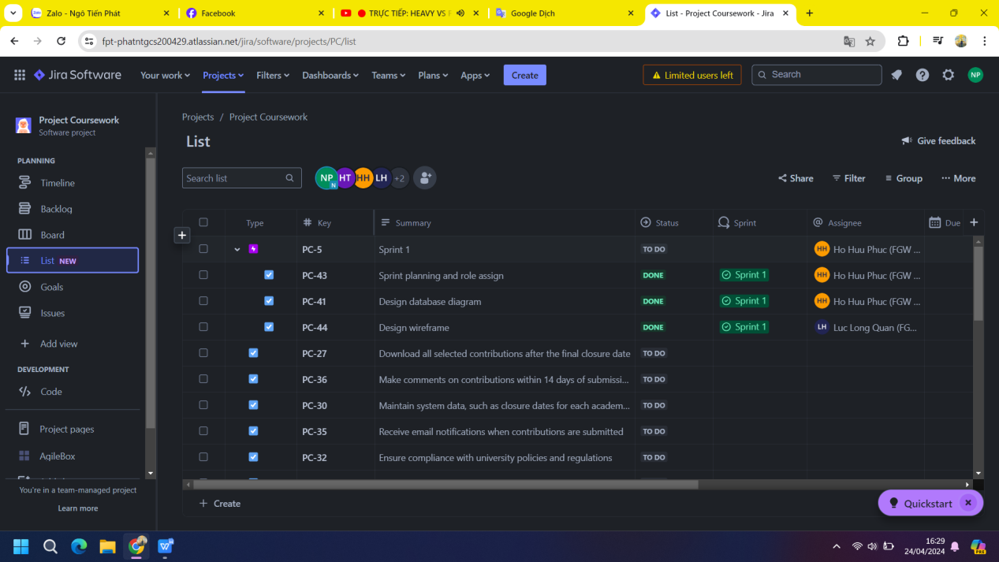 Zalo - Ngô Tiến Phát
Facebook
TRỰC TIẾP: HEAVY VS F
Google Dịch
List - Project Coursework - Jira
fpt-phatntgcs200429.atlassian.net/jira/software/projects/PC/list
Jira Software
Your work
Projects
Filters
Dashboards
Teams
Plans
Apps
Create
Limited users left
Search
NP
Project Coursework
Software project
PLANNING
Timeline
Backlog
Board
List NEW
Goals
Issues
Add view
DEVELOPMENT
Code
Project pages
AgileBox
You're in a team-managed project
Learn more
Projects / Project Coursework
List
Give feedback
Search list
NP N HT HH LH +2
Share
Filter
Group
More
Type Key Summary Status Sprint Assignee Due
PC-5 Sprint 1 TO DO HH Ho Huu Phuc (FGW ...
PC-43 Sprint planning and role assign DONE Sprint 1 HH Ho Huu Phuc (FGW ...
PC-41 Design database diagram DONE Sprint 1 HH Ho Huu Phuc (FGW ...
PC-44 Design wireframe DONE Sprint 1 LH Luc Long Quan (FG...
PC-27 Download all selected contributions after the final closure date TO DO
PC-36 Make comments on contributions within 14 days of submissi... TO DO
PC-30 Maintain system data, such as closure dates for each academ... TO DO
PC-35 Receive email notifications when contributions are submitted TO DO
PC-32 Ensure compliance with university policies and regulations TO DO
+ Create
Quickstart
16:29
24/04/2024
PRE